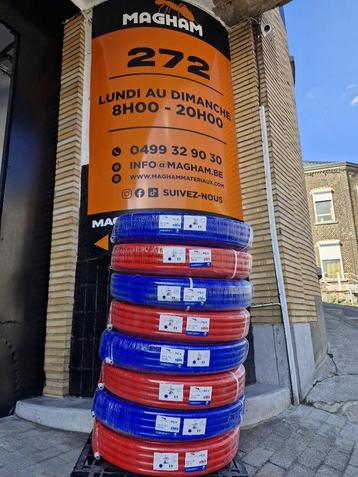 MAGHAM
272
LUNDI AU DIMANCHE
8H00 - 20H00
0499 32 90 30
INFO@MAGHAM.BE
WWW.MAGHAMMATERIAUX.COM
SUIVEZ-NOUS